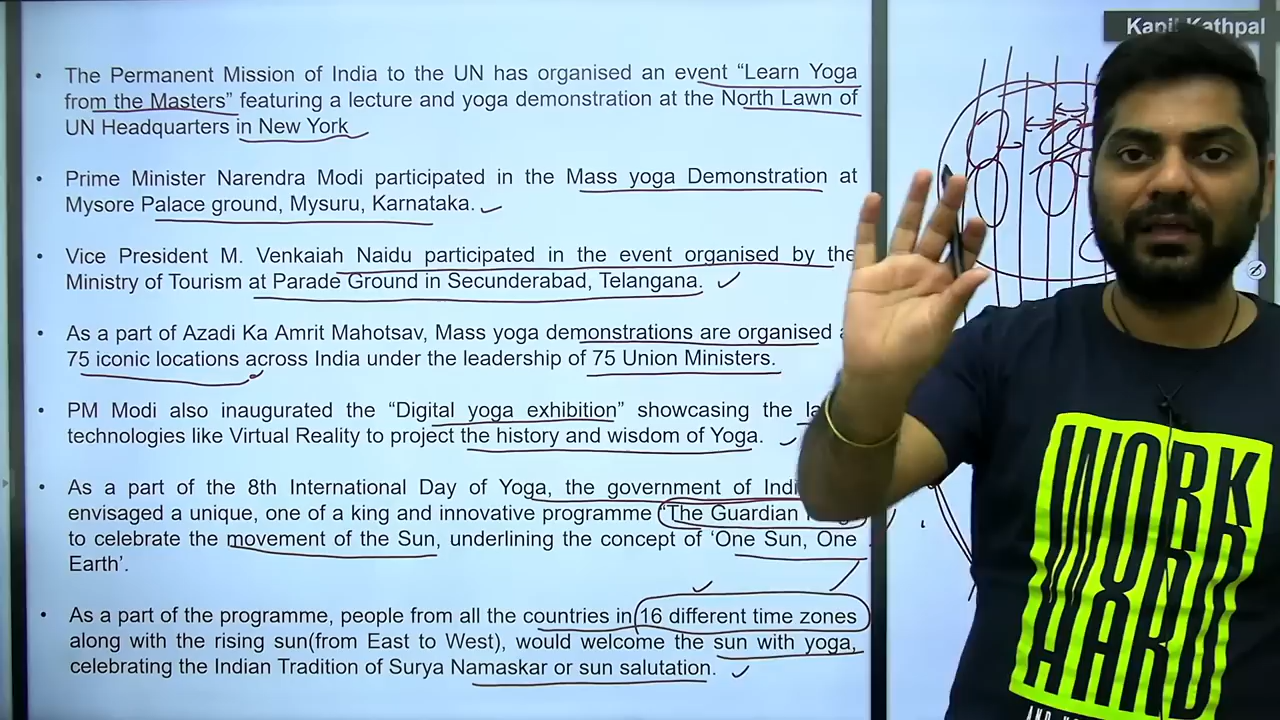 Kapil Kathpal
• The Permanent Mission of India to the UN has organised an event “Learn Yoga
from the Masters” featuring a lecture and yoga demonstration at the North Lawn of
UN Headquarters in New York
• Prime Minister Narendra Modi participated in the Mass yoga Demonstration at
Mysore Palace ground, Mysuru, Karnataka.
• Vice President M. Venkaiah Naidu participated in the event organised by the
Ministry of Tourism at Parade Ground in Secunderabad, Telangana.
• As a part of Azadi Ka Amrit Mahotsav, Mass yoga demonstrations are organised
75 iconic locations across India under the leadership of 75 Union Ministers.
• PM Modi also inaugurated the “Digital yoga exhibition” showcasing the
technologies like Virtual Reality to project the history and wisdom of Yoga.
• As a part of the 8th International Day of Yoga, the government of
envisaged a unique, one of a king and innovative programme ‘The Guardian
to celebrate the movement of the Sun, underlining the concept of ‘One Sun, One
Earth’.
• As a part of the programme, people from all the countries in 16 different time zones
along with the rising sun(from East to West), would welcome the sun with yoga,
celebrating the Indian Tradition of Surya Namaskar or sun salutation.
WORK
HARD